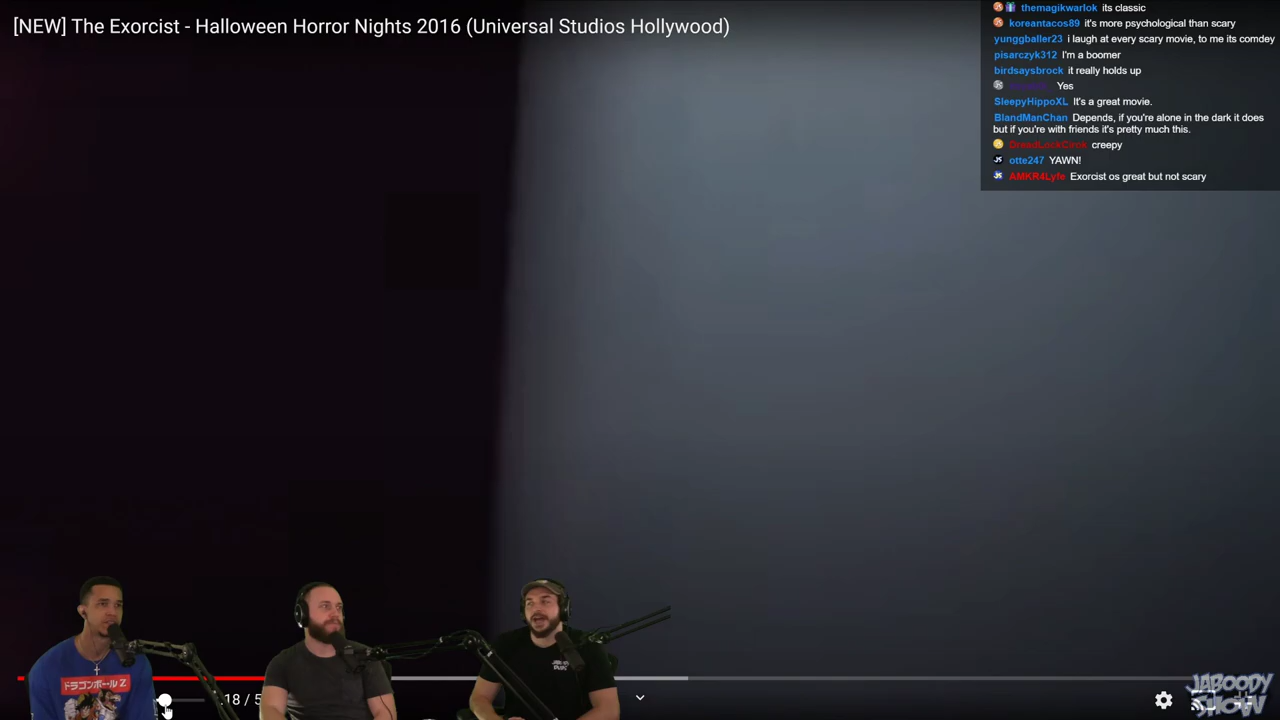 [NEW] The Exorcist - Halloween Horror Nights 2016 (Universal Studios Hollywood)
themagikwarlok its classic
koreantacos89 it's more psychological than scary
yunggballer23 i laugh at every scary movie, to me its comdey
pisarczyk312 I'm a boomer
birdsaysbrock it really holds up
Yes
SleepyHippoXL It's a great movie.
BlandManChan Depends, if you're alone in the dark it does
but if you're with friends it's pretty much this.
DreadLockCirok creepy
otte247 YAWN!
AMKR4Lyfe Exorcist os great but not scary
ドラゴンボールZ
:18 / 5
JABOODY
SHOW